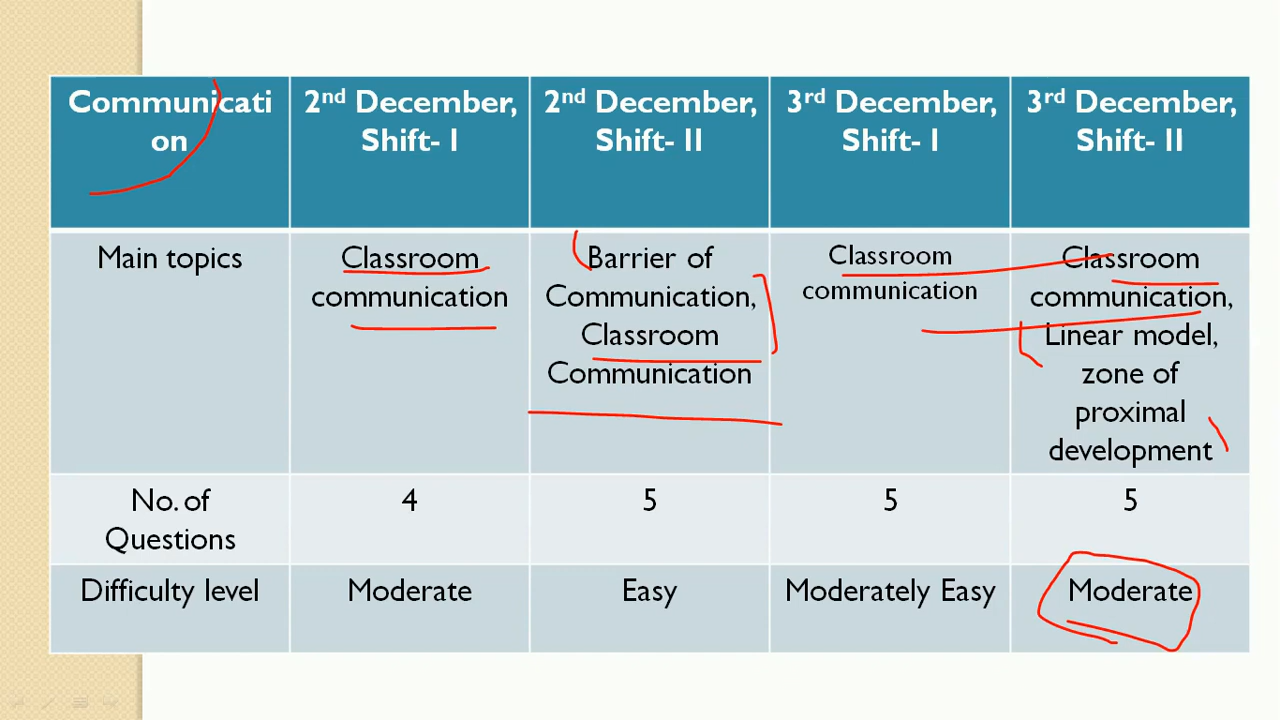 Communicati
on
2nd December,
Shift- I
2nd December,
Shift- II
3rd December,
Shift- I
3rd December,
Shift- II
Main topics
Classroom
communication
Barrier of
Communication,
Classroom
Communication
Classroom
communication
Classroom
communication,
Linear model,
zone of
proximal
development
No. of
Questions
4
5
5
5
Difficulty level
Moderate
Easy
Moderately Easy
Moderate